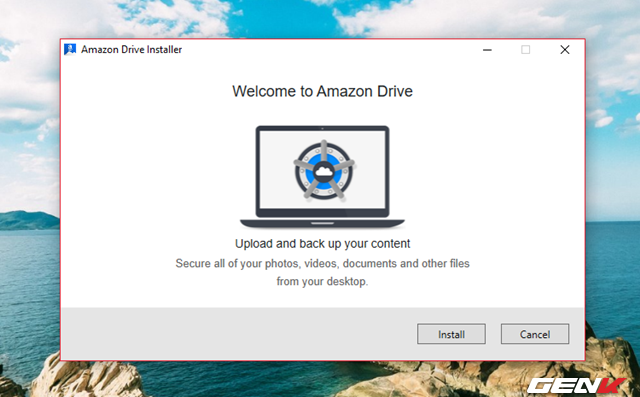 Amazon Drive Installer
Welcome to Amazon Drive
Upload and back up your content
Secure all of your photos, videos, documents and other files
from your desktop.
Install
Cancel
GENK